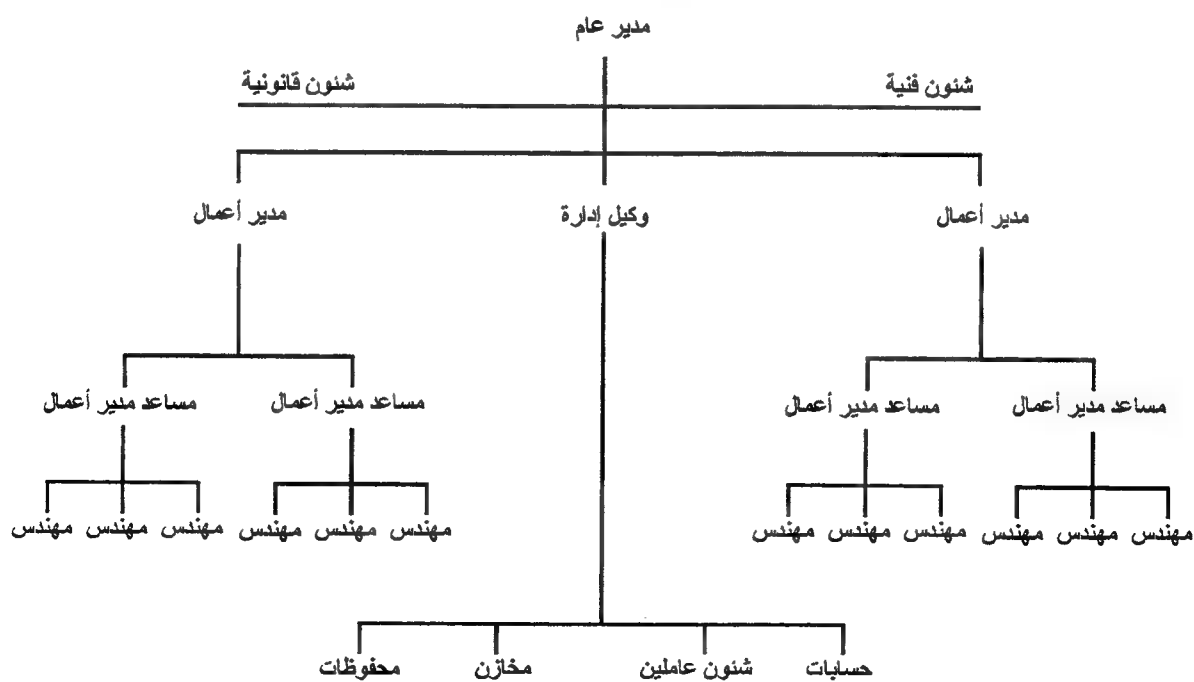 مدير عام
شئون فنية
شئون قانونية
مدير أعمال
وكيل إدارة
مدير أعمال
مساعد مدير أعمال
مساعد مدير أعمال
مساعد مدير أعمال
مساعد مدير أعمال
مهندس مهندس مهندس
مهندس مهندس مهندس
مهندس مهندس مهندس
مهندس مهندس مهندس
حسابات
شئون عاملين
مخازن
محفوظات